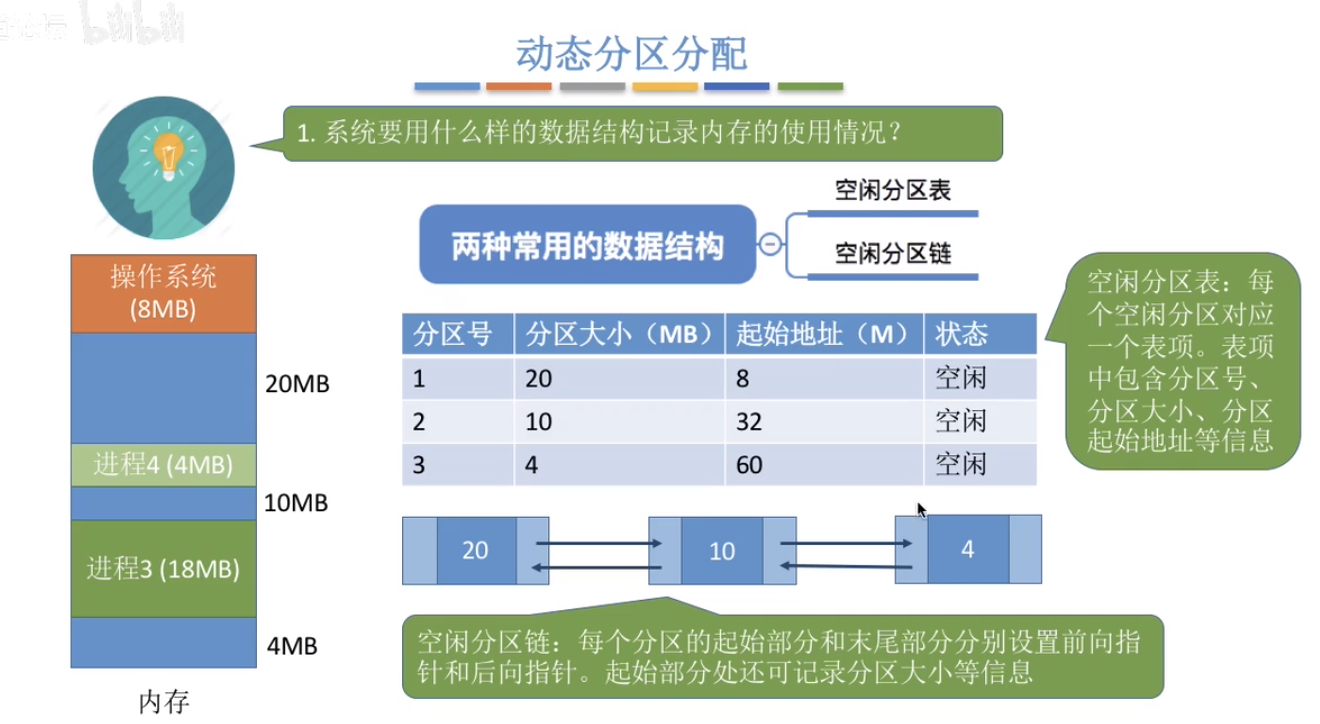 bilibili
动态分区分配
1. 系统要用什么样的数据结构记录内存的使用情况？
两种常用的数据结构
空闲分区表
空闲分区链
操作系统
(8MB)
20MB
进程4 (4MB)
10MB
进程3 (18MB)
4MB
内存
分区号 分区大小（MB） 起始地址（M） 状态
1 20 8 空闲
2 10 32 空闲
3 4 60 空闲
空闲分区表：每
个空闲分区对应
一个表项。表项
中包含分区号、
分区大小、分区
起始地址等信息
20 10 4
空闲分区链：每个分区的起始部分和末尾部分分别设置前向指
针和后向指针。起始部分处还可记录分区大小等信息